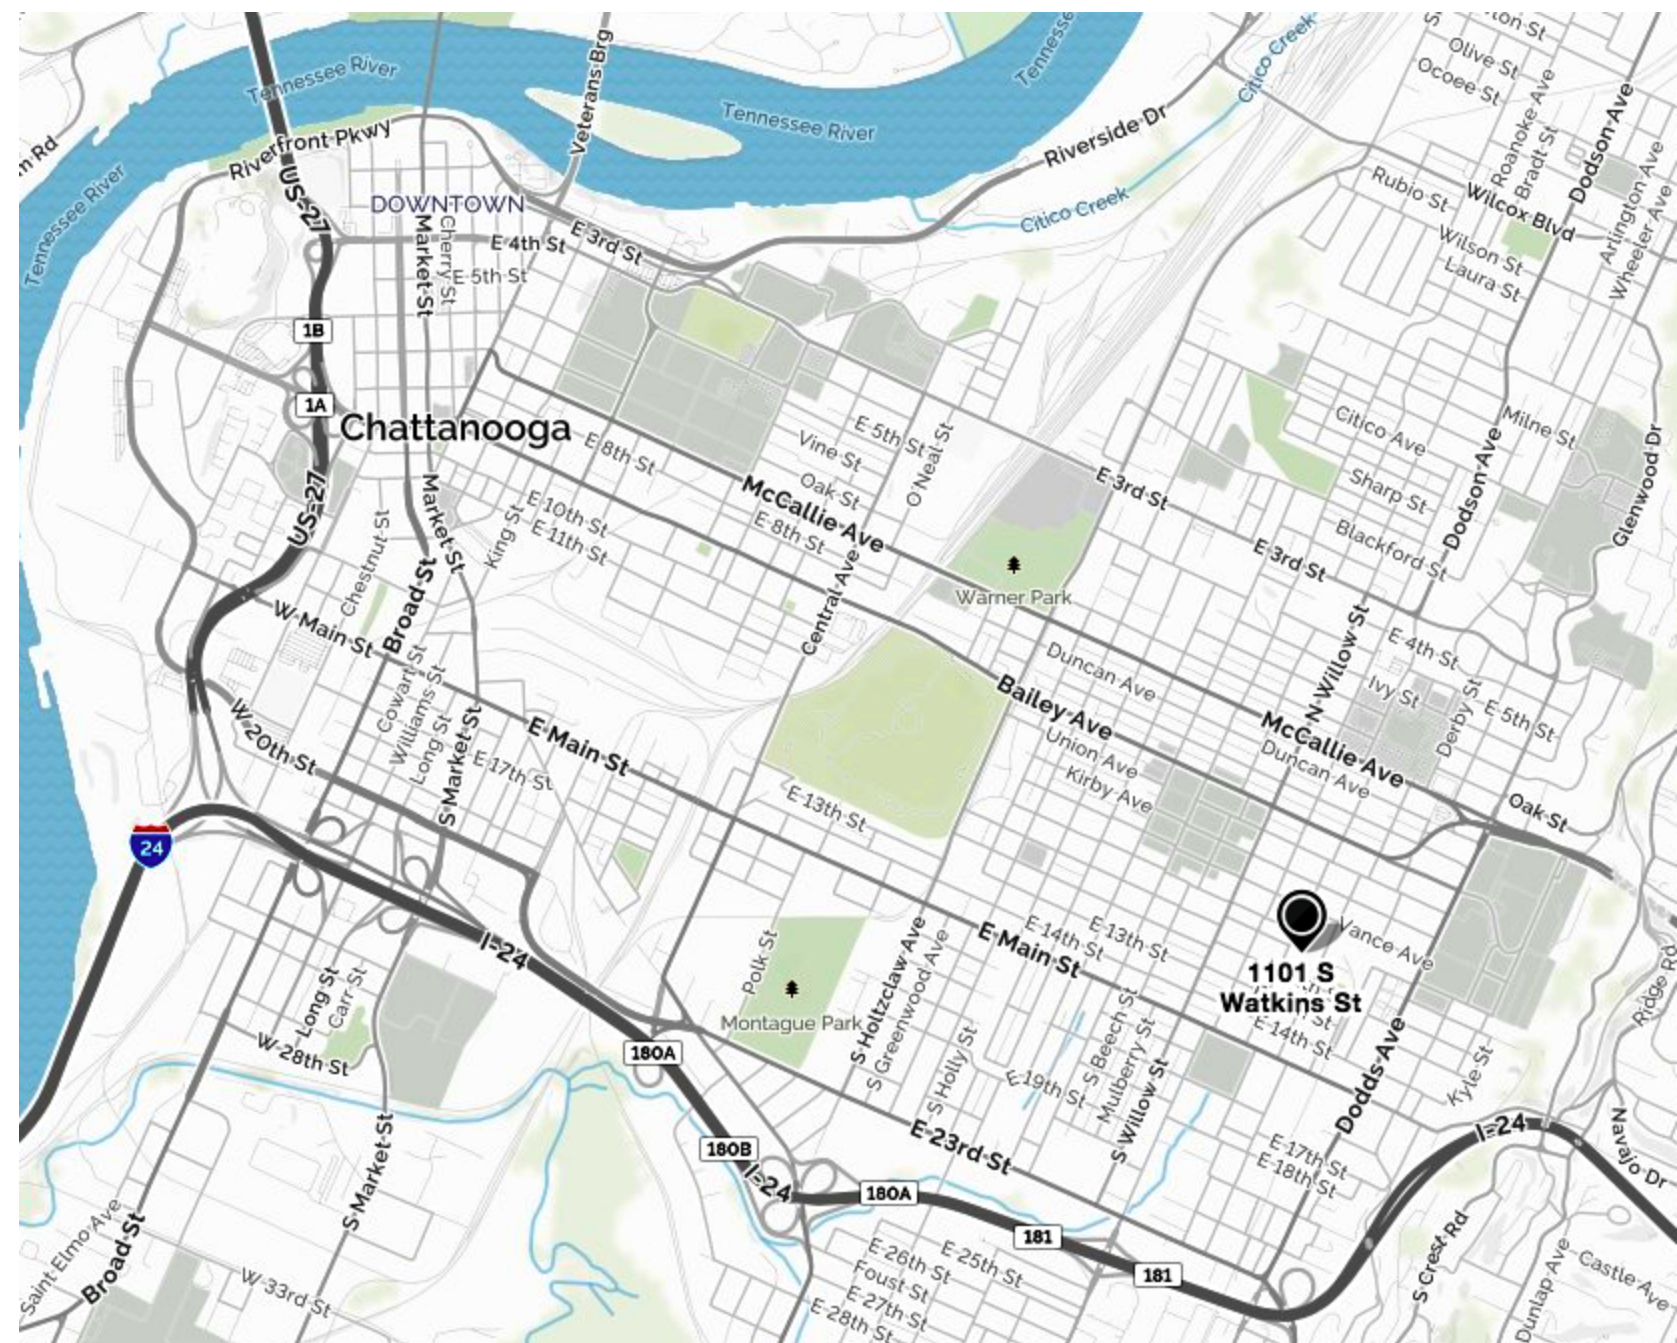 Tennessee River
Veterans Brg
Tennessee River
Tennesse
Citico Creek
ton St
Olive St
Ocoee St
Roanoke Ave
Bradt St
Dodson Ave
m Rd
Riverfront Pkwy
US-27
Tennessee River
DOWNTOWN
Market St
Cherry St
E 4th St
E 3rd St
E 5th St
Riverside Dr
Citico Creek
Rubio St
Wilcox Blvd
Wilson St
Laura St
Arlington Ave
Wheeler Ave
1B
1A
Chattanooga
US-27
E 8th St
Vine St
E 5th St
Oak St
O'Neal St
McCallie Ave
E 8th St
E 10th St
E 11th St
King St
Market St
Chestnut St
Broad St
W Main St
Central Ave
E 3rd St
Warner Park
Citico Ave
Milne St
Sharp St
Dodson Ave
Blackford St
Glenwood Dr
E 3rd St
E 4th St
N Willow St
Ivy St
Derby St
E 5th St
Duncan Ave
Bailey Ave
McCallie Ave
Duncan Ave
Union Ave
Kirby Ave
Oak St
Cowart St
Williams St
Long St
S Market St
E 17th St
E Main St
W 20th St
E 13th St
24
I-24
Polk St
Montague Park
S Holtzclaw Ave
S Greenwood Ave
E Main St
E 14th St
E 13th St
Vance Ave
1101 S
Watkins St
St
E 14th St
Long St
Carr St
W 28th St
180A
S Holly St
E 19th St
S Beech St
Mulberry St
S Willow St
Dodds Ave
Kyle St
Ridge Rd
I-24
Navajo Dr
E 23rd St
180B
I-24
180A
181
181
E 17th St
E 18th St
S Market St
Saint Elmo Ave
Broad St
W 33rd St
E 26th St
E 25th St
Foust St
E 27th St
E 28th St
S Crest Rd
Dunlap Ave
Castle Ave